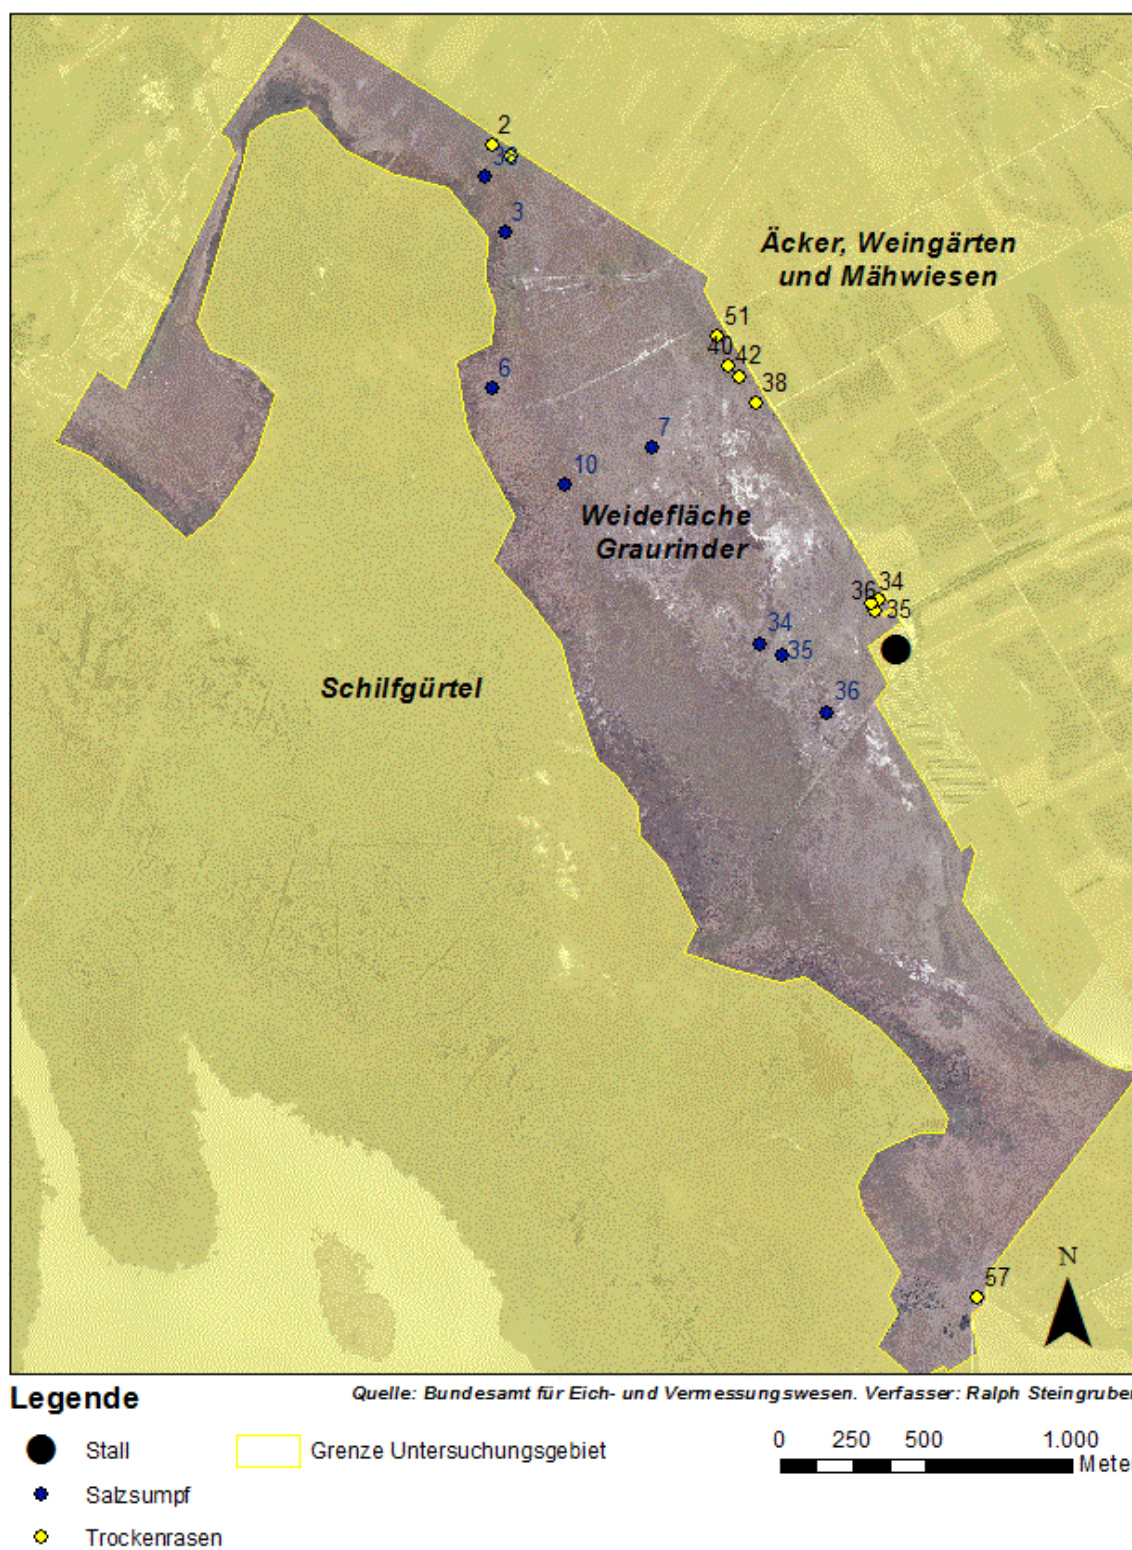 2
3
Äcker, Weingärten
und Mähwiesen
51
40
42
38
6
7
10
Weidefläche
Graurinder
36
34
35
34
35
36
Schilfgürtel
57
N
Legende
Quelle: Bundesamt für Eich- und Vermessungswesen. Verfasser: Ralph Steingruber
Stall
Grenze Untersuchungsgebiet
0 250 500 1.000
Mete
Salzsumpf
Trockenrasen